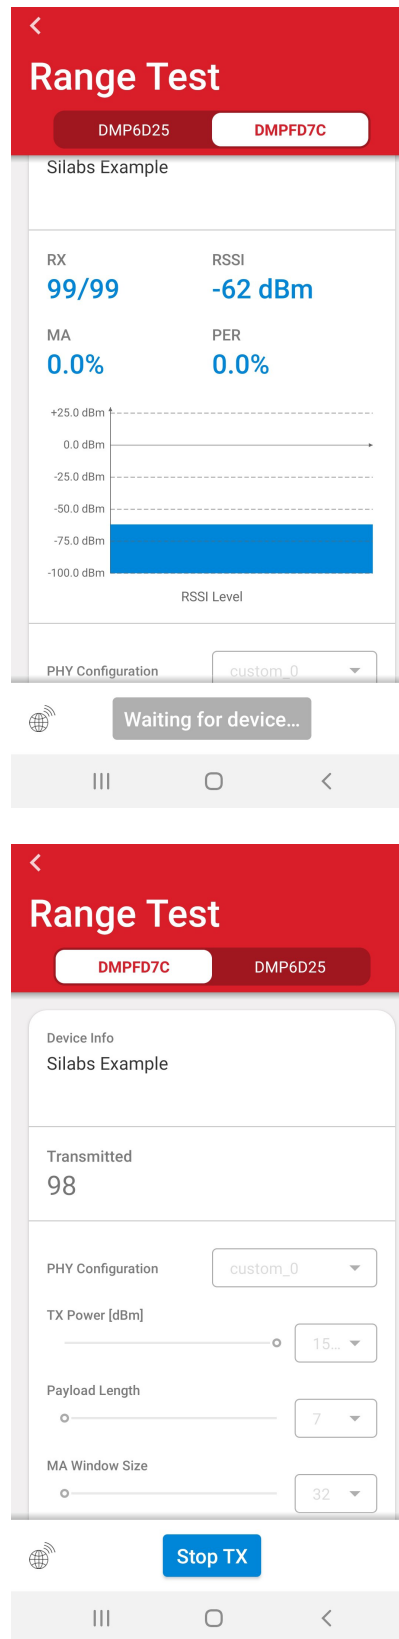 Range Test
DMP6D25 DMPFD7C
Silabs Example
RX RSSI
99/99 -62 dBm
MA PER
0.0% 0.0%
+25.0 dBm
0.0 dBm
-25.0 dBm
-50.0 dBm
-75.0 dBm
-100.0 dBm
RSSI Level
PHY Configuration custom_0
Waiting for device...
Range Test
DMPFD7C DMP6D25
Device Info
Silabs Example
Transmitted
98
PHY Configuration custom_0
TX Power [dBm]
15...
Payload Length
7
MA Window Size
32
Stop TX